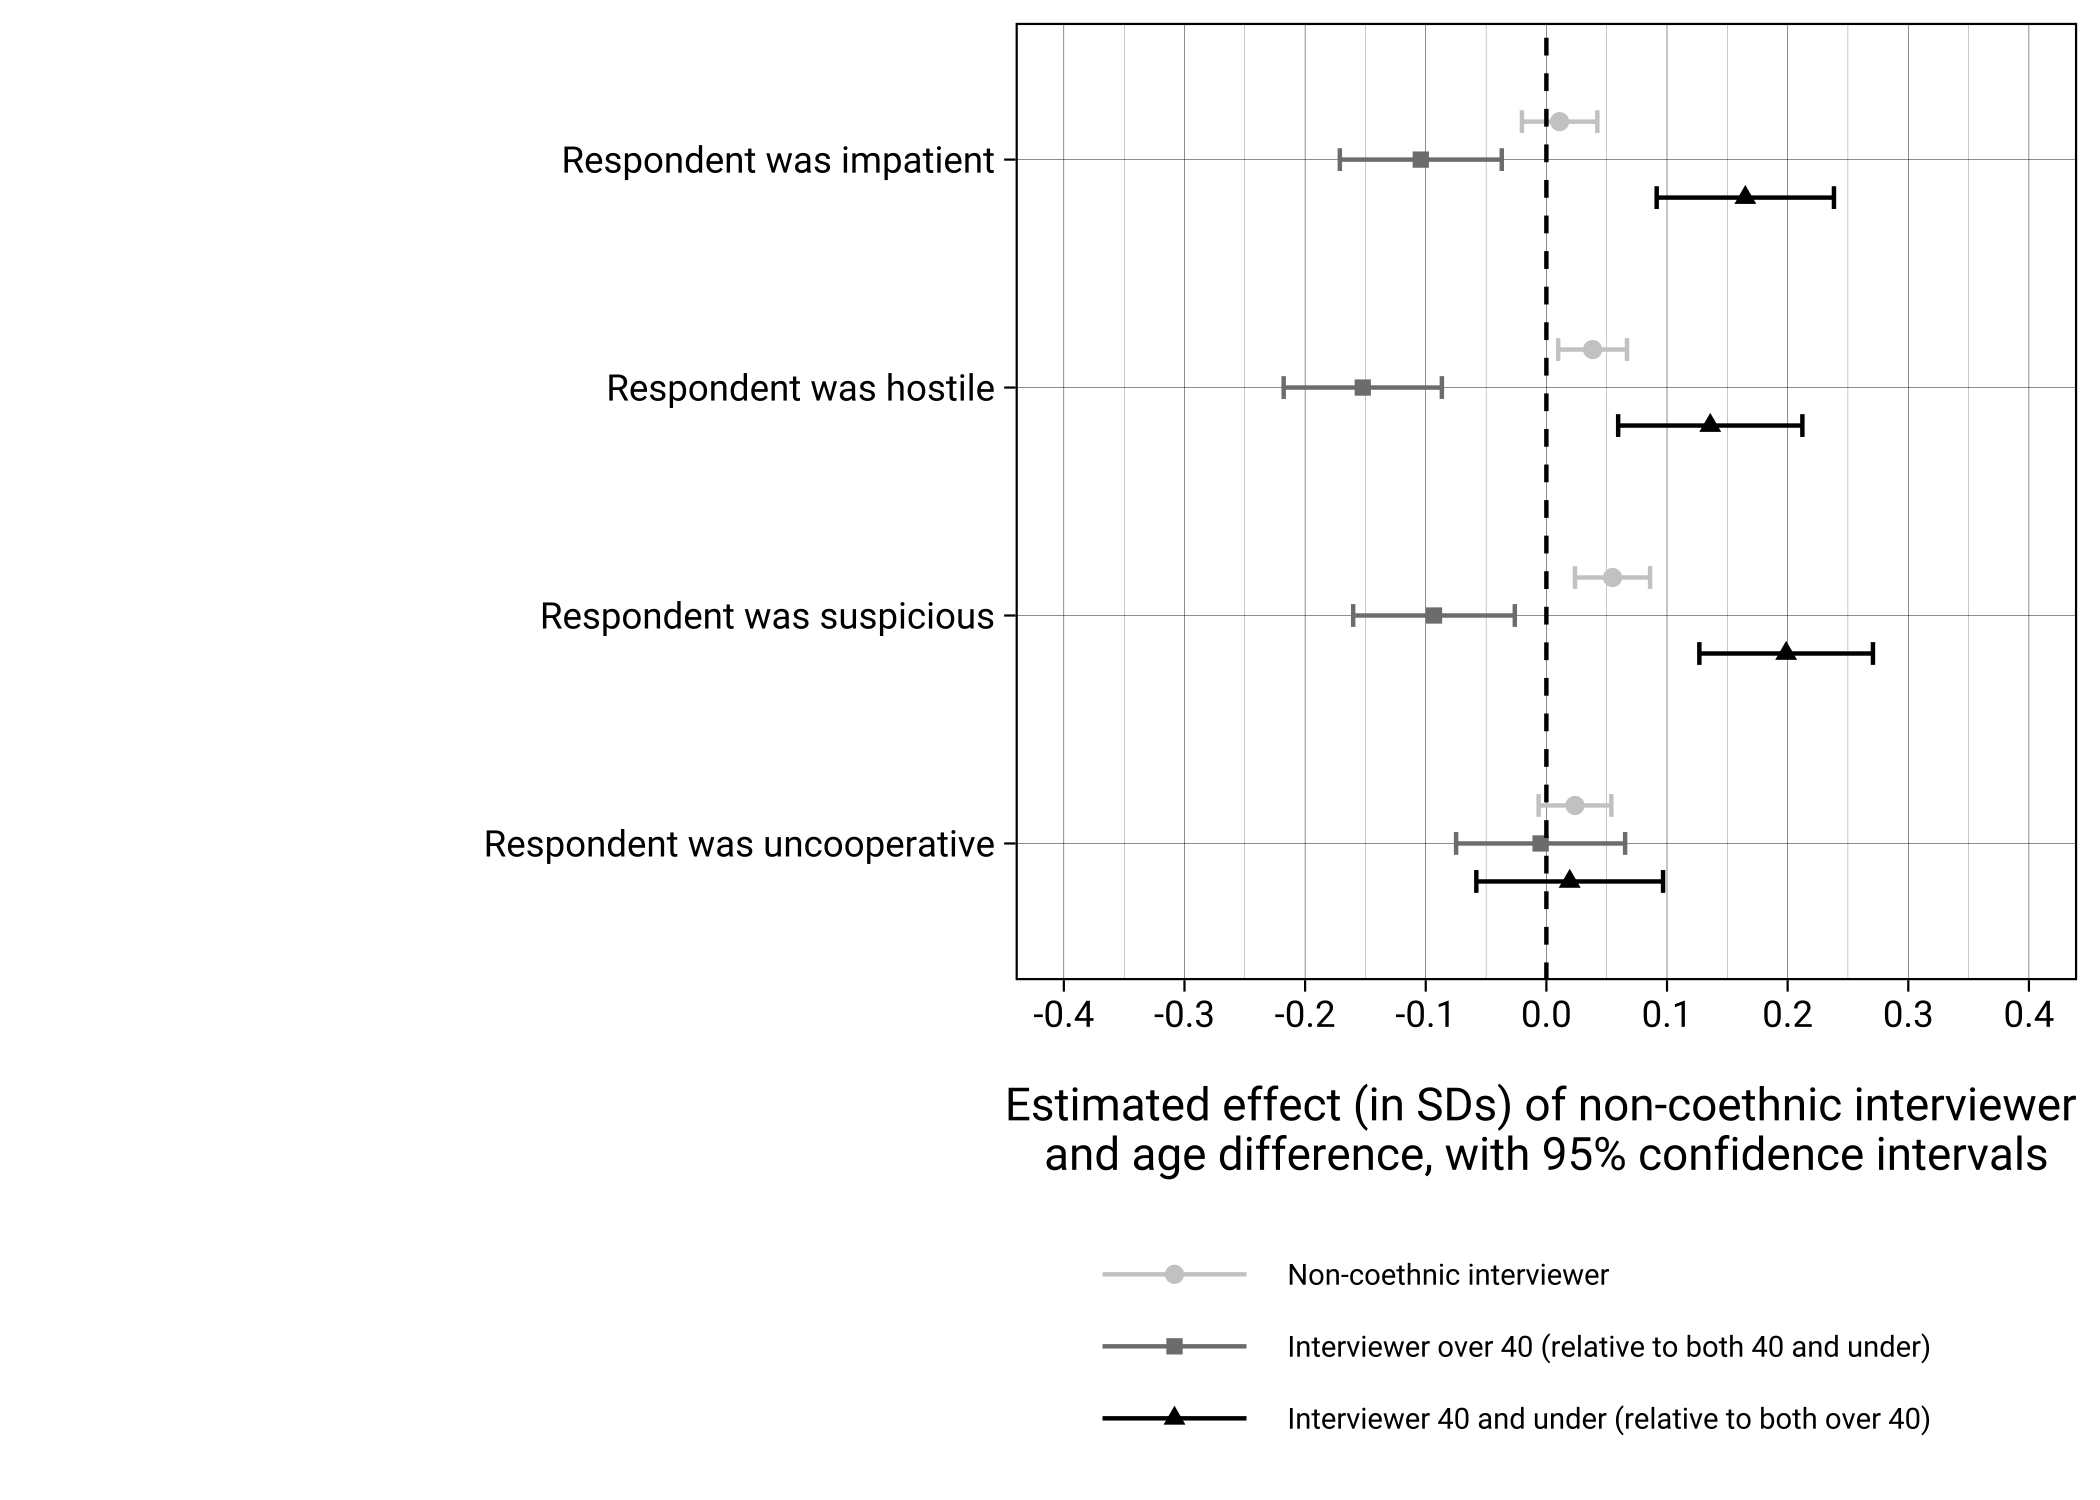 Respondent was impatient
Respondent was hostile
Respondent was suspicious
Respondent was uncooperative
-0.4 -0.3 -0.2 -0.1 0.0 0.1 0.2 0.3 0.4
Estimated effect (in SDs) of non-coethnic interviewer
and age difference, with 95% confidence intervals
Non-coethnic interviewer
Interviewer over 40 (relative to both 40 and under)
Interviewer 40 and under (relative to both over 40)